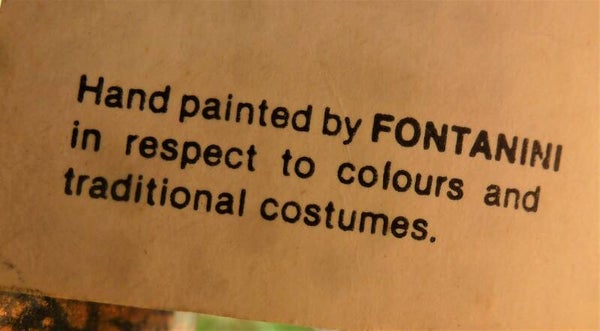 Hand painted by FONTANINI
in respect to colours and
traditional costumes.